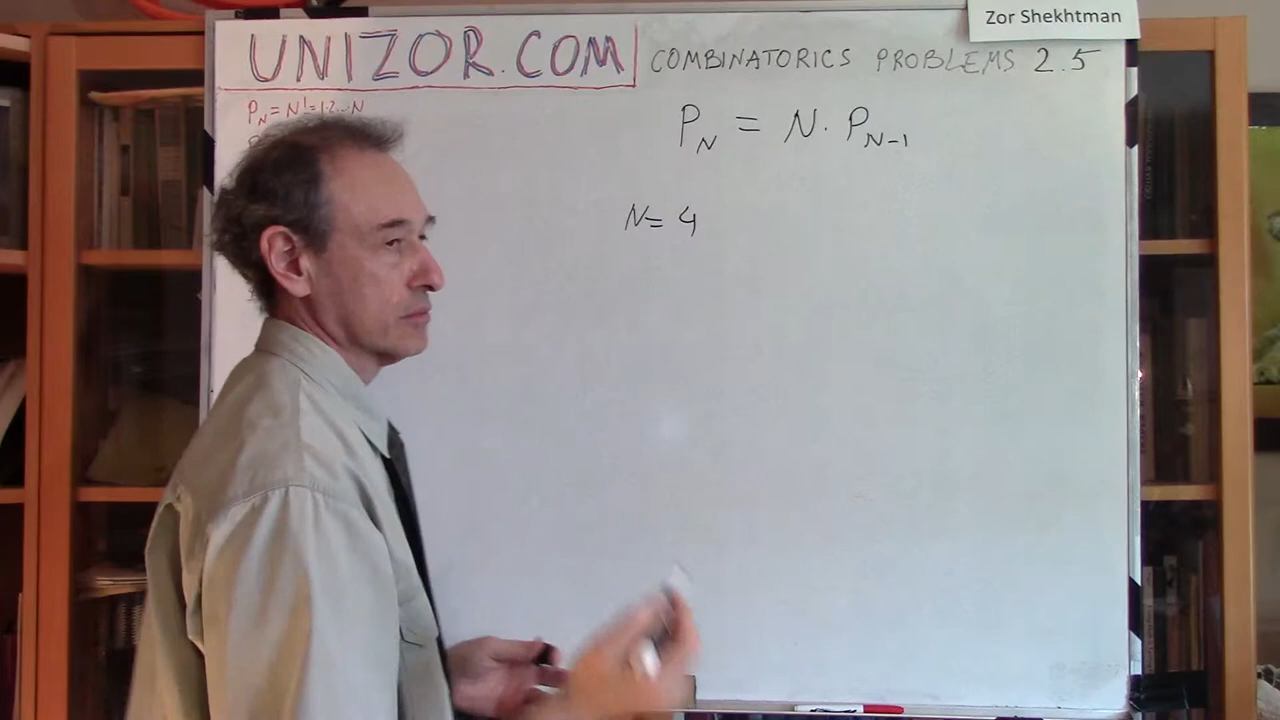 Zor Shekhtman
UNIZOR.COM
COMBINATORICS PROBLEMS 2.5
P_N = N! = 1·2...N
P_N = N · P_N-1
N = 4